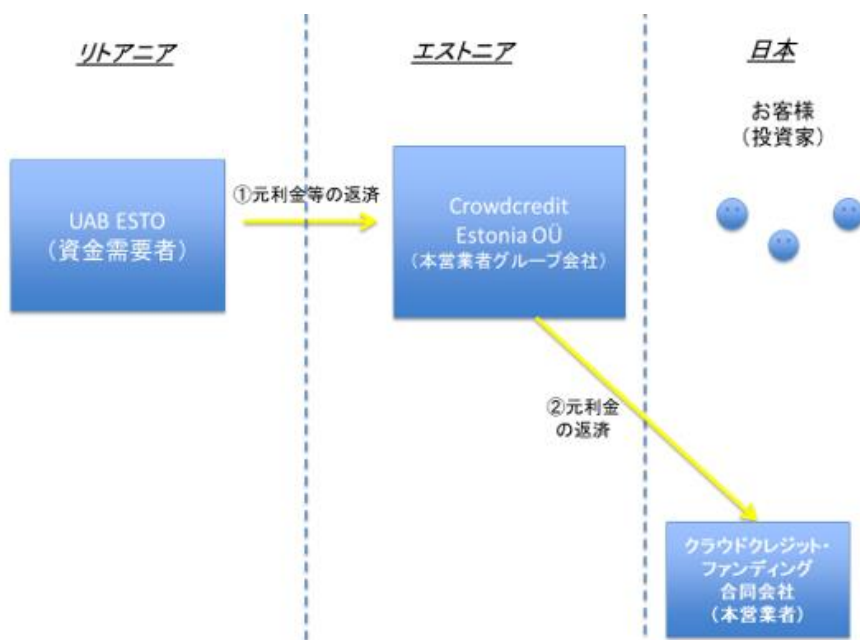 リトアニア
エストニア
日本
お客様
（投資家）
UAB ESTO
（資金需要者）
①元利金等の返済
Crowdcredit
Estonia OÜ
（本営業者グループ会社）
②元利金
の返済
クラウドクレジット・
ファンディング
合同会社
（本営業者）